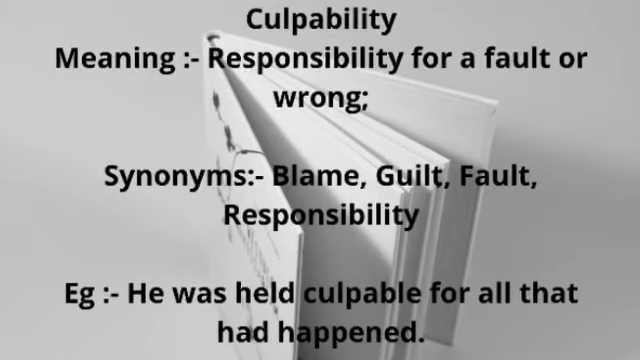 Culpability
Meaning :- Responsibility for a fault or
wrong;
Synonyms:- Blame, Guilt, Fault,
Responsibility
Eg :- He was held culpable for all that
had happened.